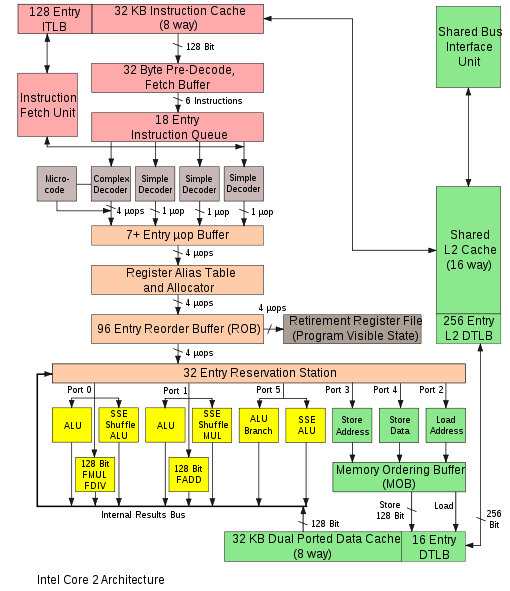 128 Entry
ITLB
32 KB Instruction Cache
(8 way)
Shared Bus
Interface
Unit
128 Bit
32 Byte Pre-Decode,
Fetch Buffer
Instruction
Fetch Unit
6 Instructions
18 Entry
Instruction Queue
Micro-
code
Complex
Decoder
Simple
Decoder
Simple
Decoder
Simple
Decoder
4 µops
1 µop
1 µop
1 µop
Shared
L2 Cache
(16 way)
7+ Entry µop Buffer
4 µops
Register Alias Table
and Allocator
4 µops
4 µops
96 Entry Reorder Buffer (ROB)
Retirement Register File
(Program Visible State)
256 Entry
L2 DTLB
4 µops
32 Entry Reservation Station
Port 0
Port 1
Port 5
Port 3
Port 4
Port 2
ALU
SSE
Shuffle
ALU
ALU
SSE
Shuffle
MUL
ALU
Branch
SSE
ALU
Store
Address
Store
Data
Load
Address
128 Bit
FMUL
FDIV
128 Bit
FADD
Memory Ordering Buffer
(MOB)
Internal Results Bus
Store
128 Bit
Load
128 Bit
256
Bit
32 KB Dual Ported Data Cache
(8 way)
16 Entry
DTLB
Intel Core 2 Architecture